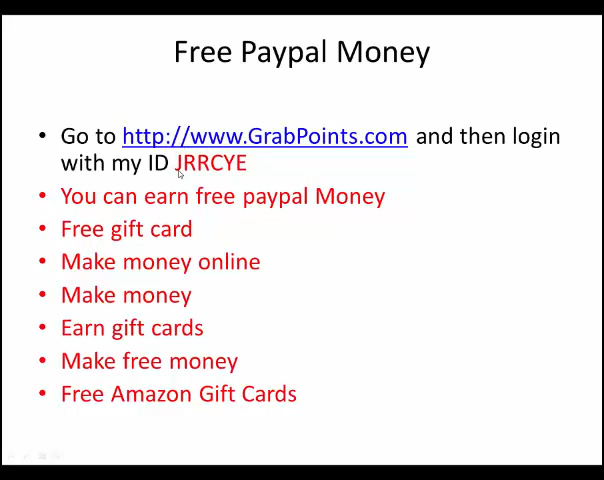 Free Paypal Money
• Go to http://www.GrabPoints.com and then login
with my ID JRRCYE
• You can earn free paypal Money
• Free gift card
• Make money online
• Make money
• Earn gift cards
• Make free money
• Free Amazon Gift Cards